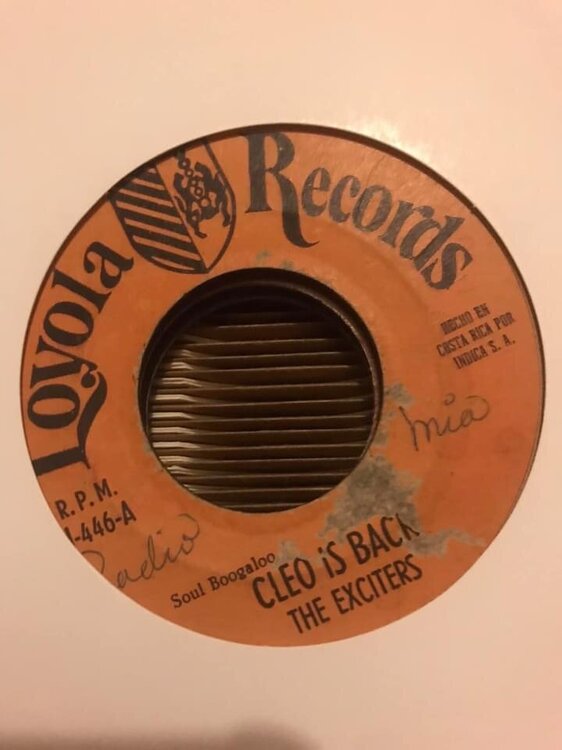 Loyola Records
HECHO EN
COSTA RICA POR
INDICA S. A.
mia
R.P.M.
-446-A
Radio
Soul Boogaloo
CLEO iS BACK
THE EXCITERS